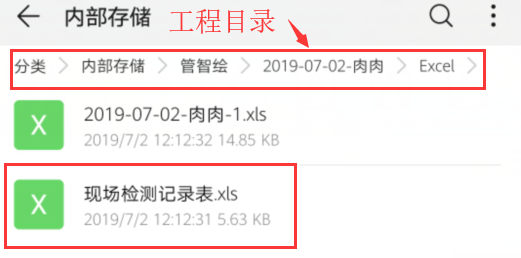 内部存储
工程目录
分类 > 内部存储 > 管智绘 > 2019-07-02-肉肉 > Excel >
X
2019-07-02-肉肉-1.xls
2019/7/2 12:12:32 14.85 KB
X
现场检测记录表.xls
2019/7/2 12:12:31 5.63 KB